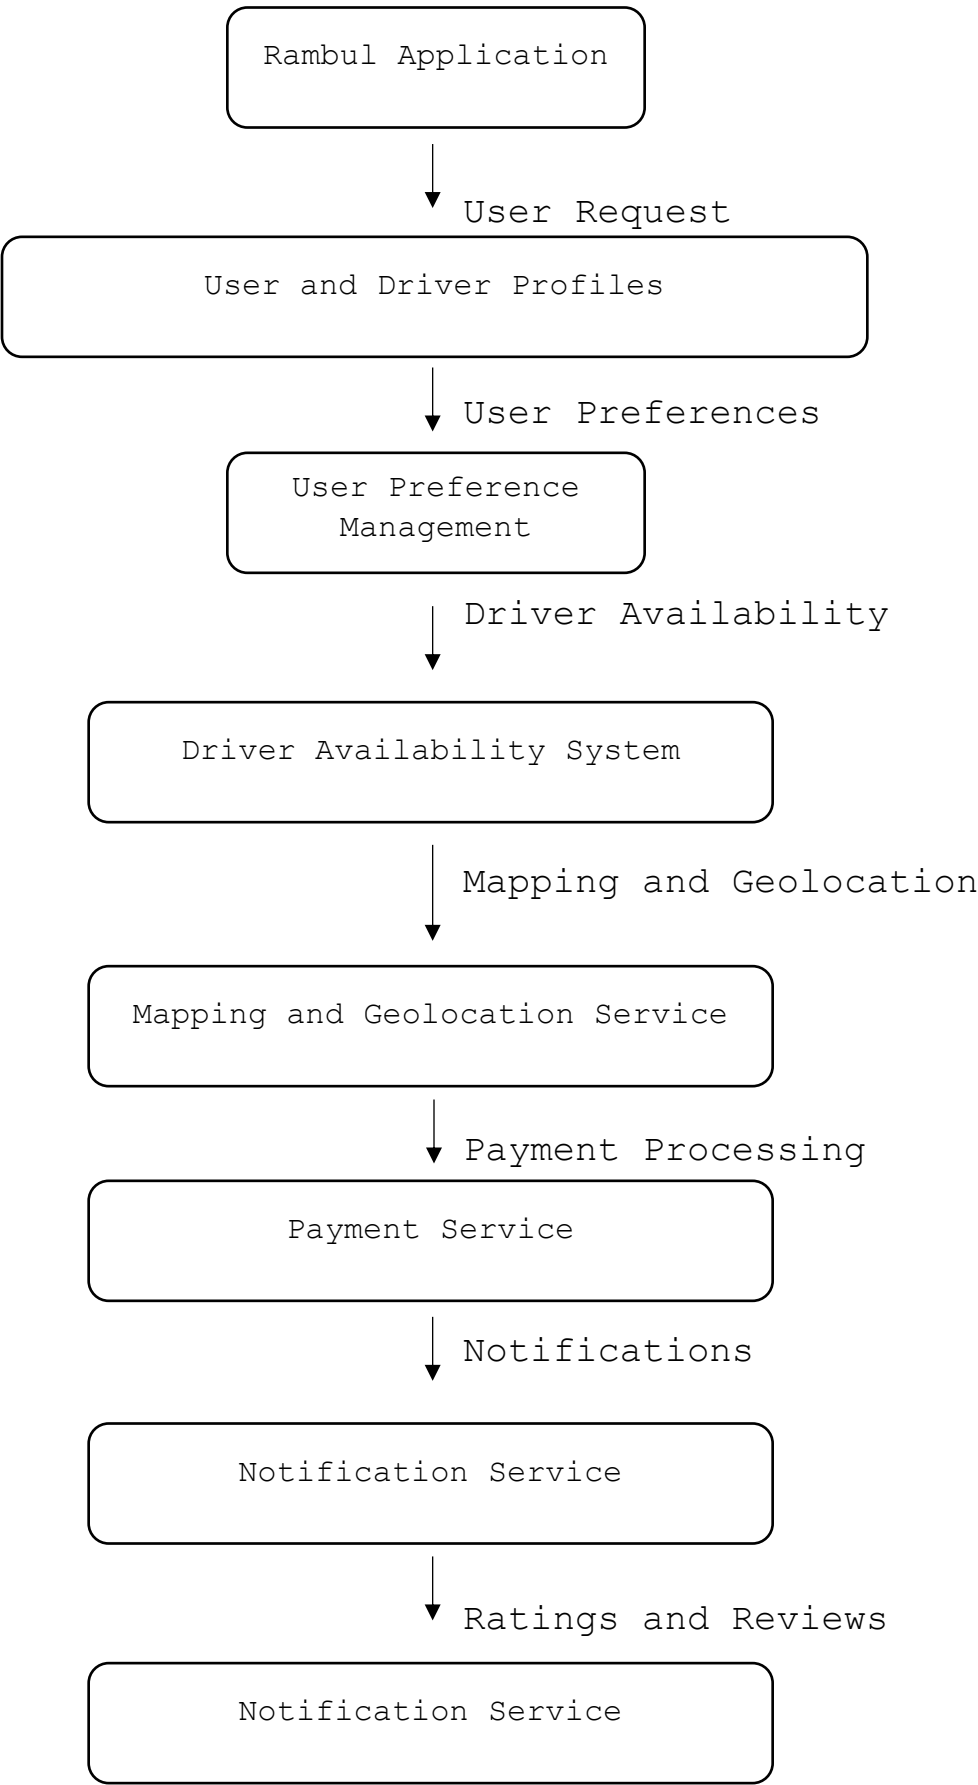 Rambul Application
User Request
User and Driver Profiles
User Preferences
User Preference
Management
Driver Availability
Driver Availability System
Mapping and Geolocation
Mapping and Geolocation Service
Payment Processing
Payment Service
Notifications
Notification Service
Ratings and Reviews
Notification Service